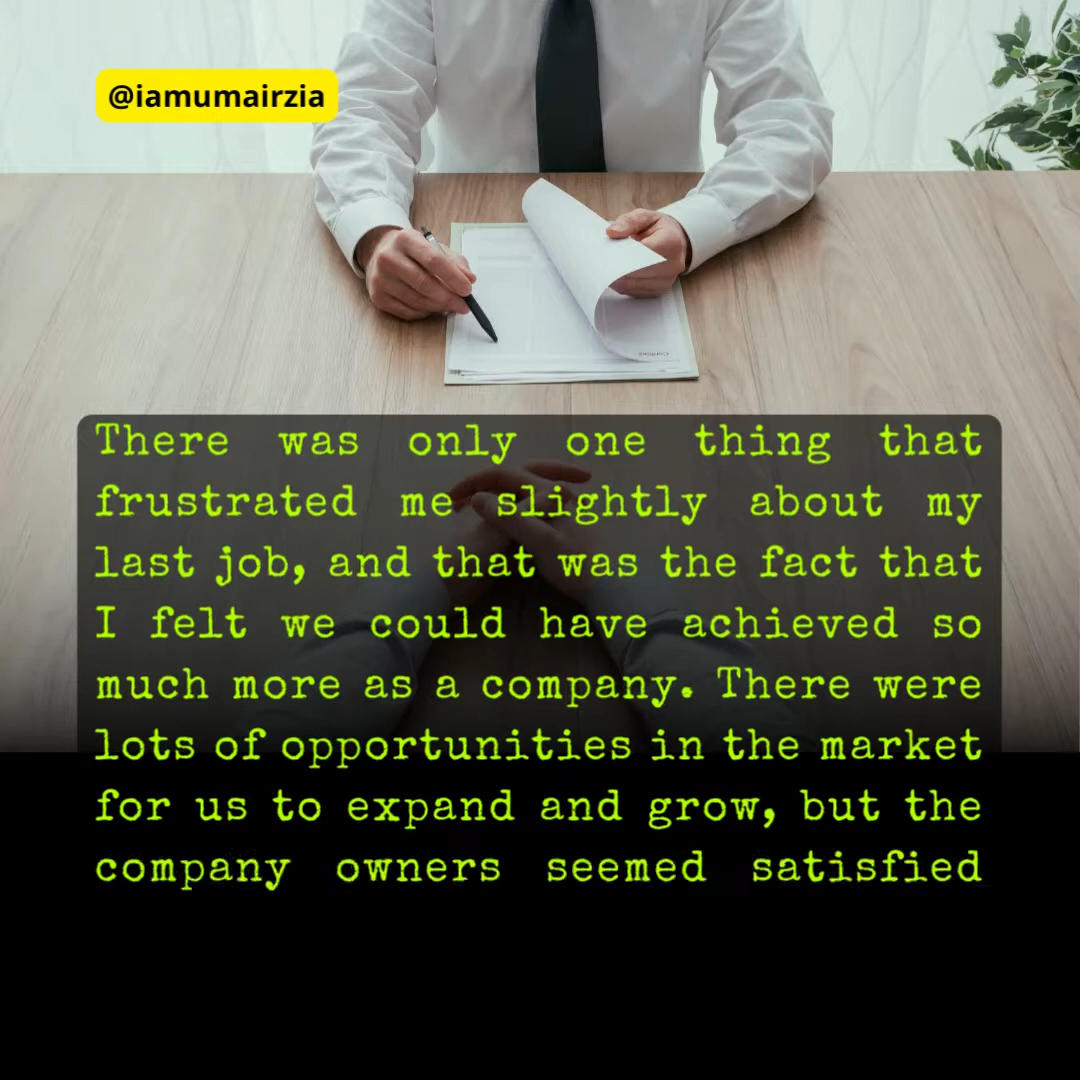 @iamumairzia
There was only one thing that
frustrated me slightly about my
last job, and that was the fact that
I felt we could have achieved so
much more as a company. There were
lots of opportunities in the market
for us to expand and grow, but the
company owners seemed satisfied